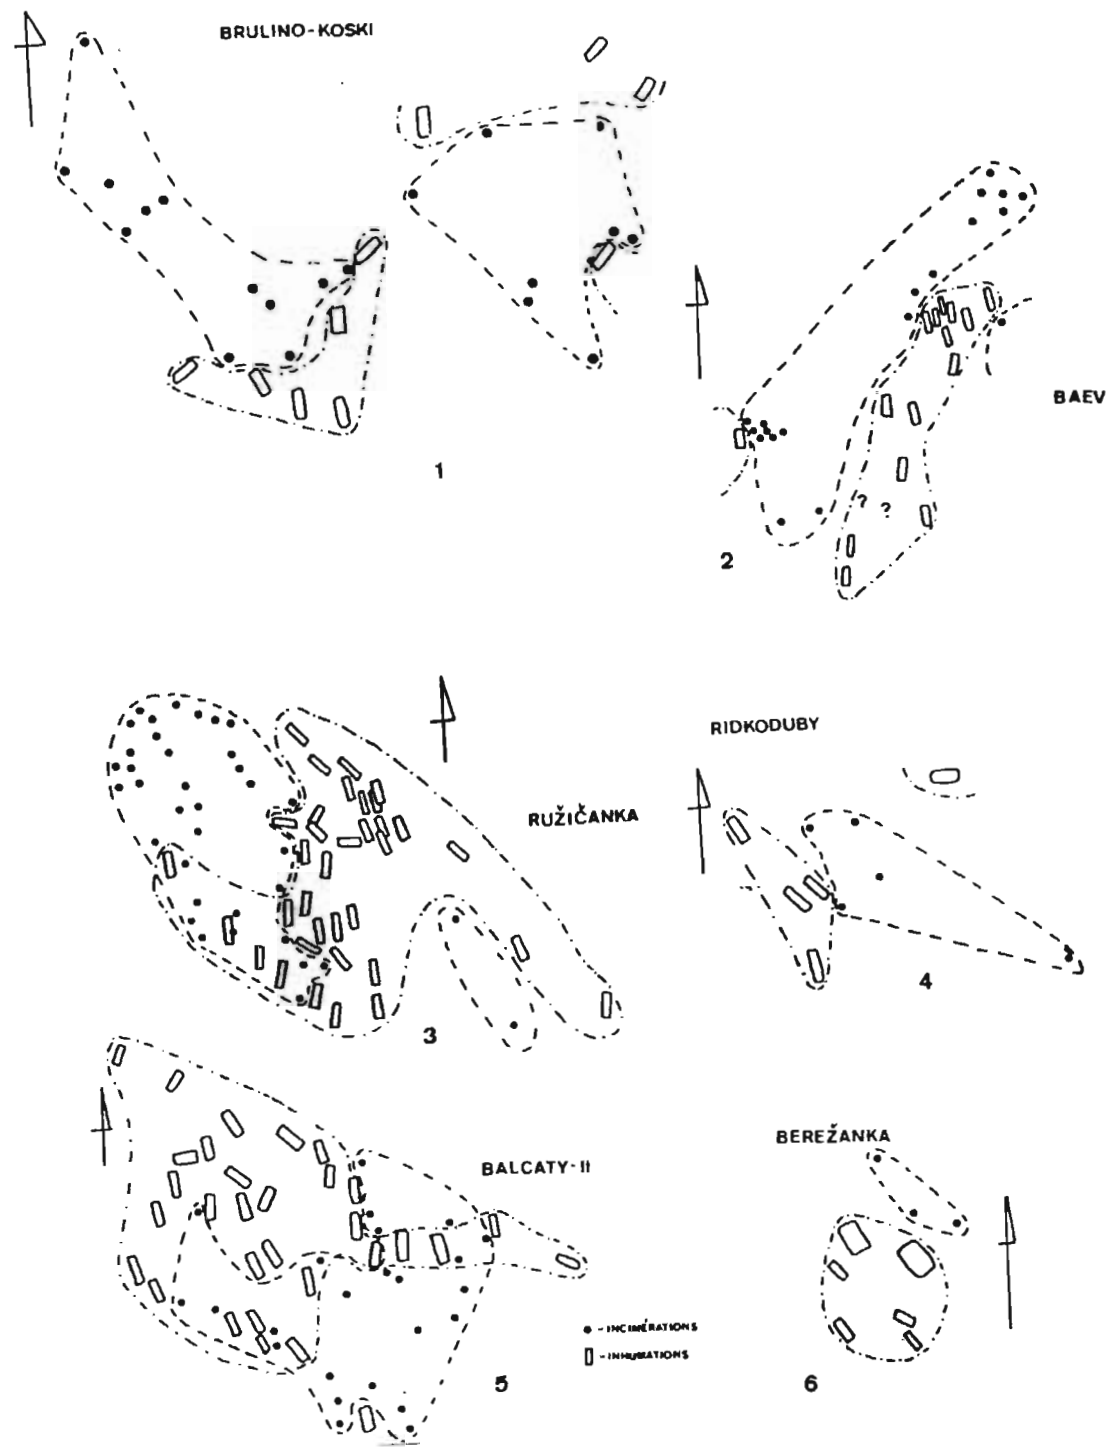 BRULINO-KOSKI
1
BAEV
? ?
2
RUŽIČANKA
3
RIDKODUBY
4
BALCATY-II
● -INCINÉRATIONS
▯ -INHUMATIONS
5
BEREŽANKA
6